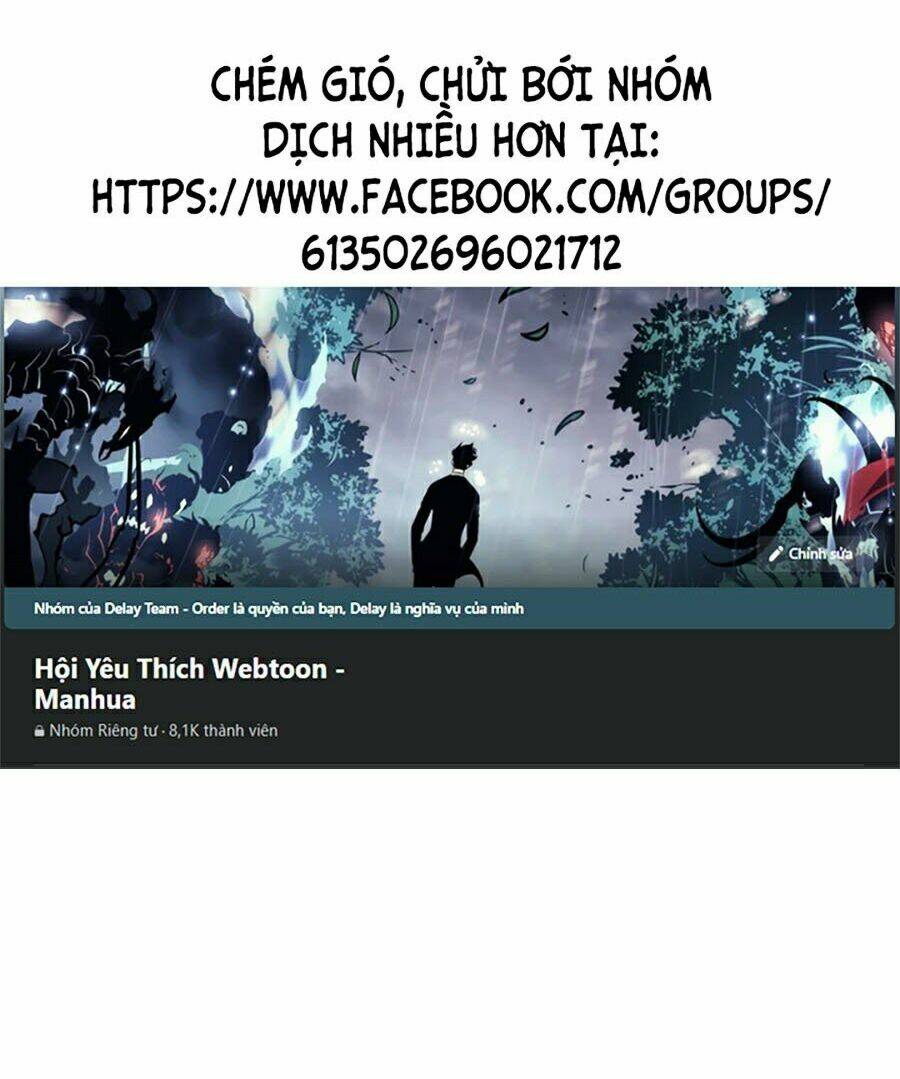 CHÉM GIÓ, CHỬI BỚI NHÓM
DỊCH NHIỀU HƠN TẠI:
HTTPS://WWW.FACEBOOK.COM/GROUPS/
613502696021712
Chỉnh sửa
Nhóm của Delay Team - Order là quyền của bạn, Delay là nghĩa vụ của mình
Hội Yêu Thích Webtoon -
Manhua
Nhóm Riêng tư · 8,1K thành viên